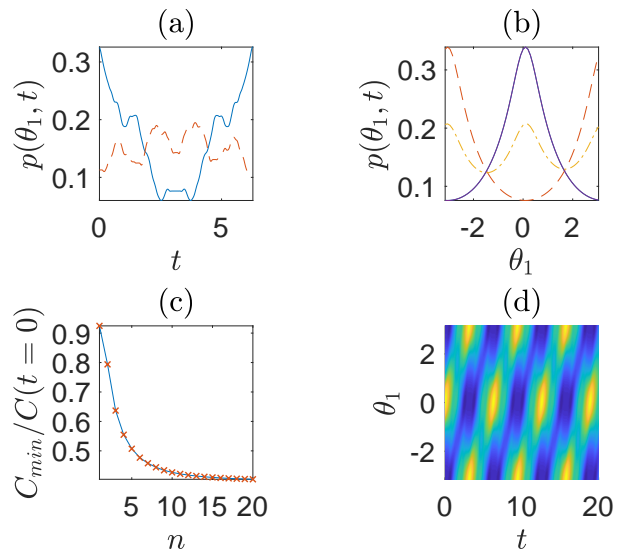 (a)
p(θ₁, t)
0.3
0.2
0.1
0 5
t
(b)
p(θ₁, t)
0.3
0.2
0.1
-2 0 2
θ₁
(c)
C_{min}/C(t = 0)
0.9
0.8
0.7
0.6
0.5
5 10 15 20
n
(d)
θ₁
2
0
-2
0 10 20
t